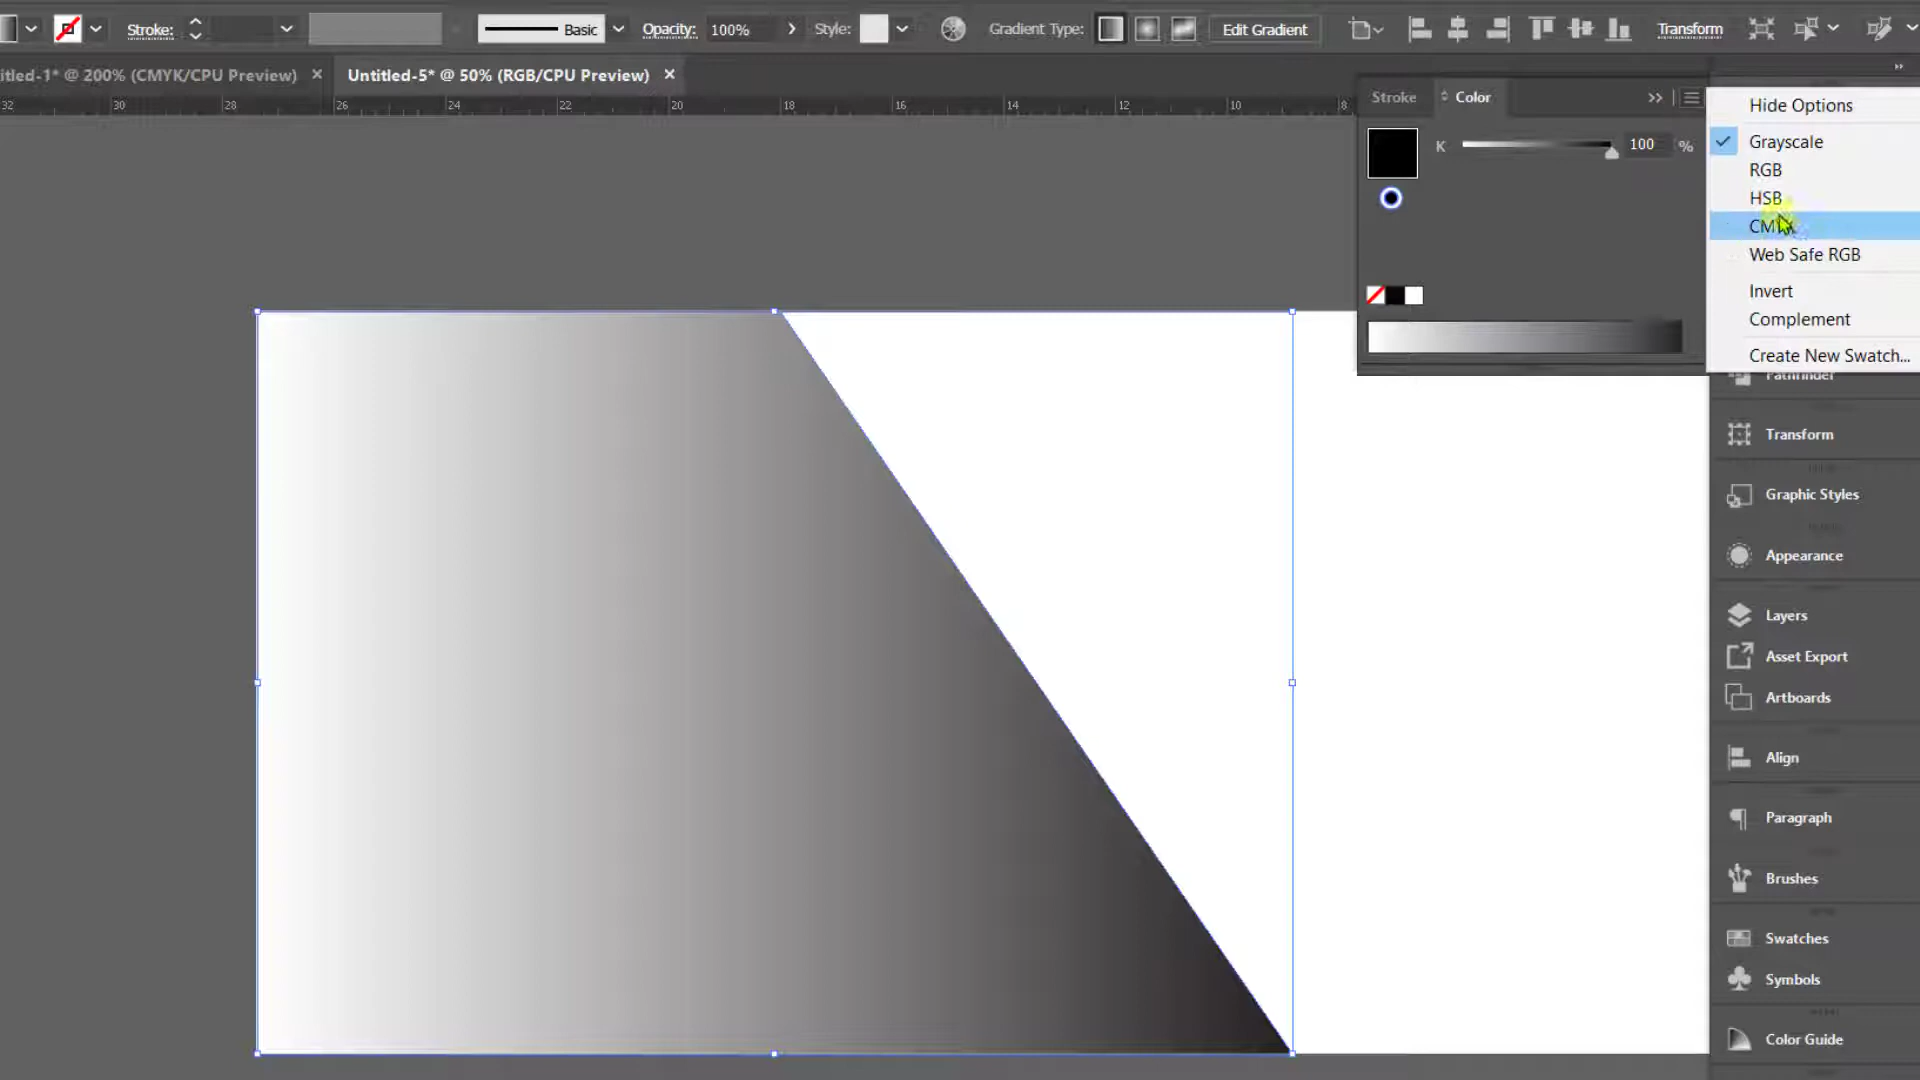 Stroke: Basic Opacity: 100% Style: Gradient Type: Edit Gradient Transform
itled-1* @ 200% (CMYK/CPU Preview) × Untitled-5* @ 50% (RGB/CPU Preview) ×
32 30 28 26 24 22 20 18 16 14 12 10 8
Stroke Color
K 100 %
Hide Options
Grayscale
RGB
HSB
CMYK
Web Safe RGB
Invert
Complement
Create New Swatch...
Pathfinder
Transform
Graphic Styles
Appearance
Layers
Asset Export
Artboards
Align
Paragraph
Brushes
Swatches
Symbols
Color Guide